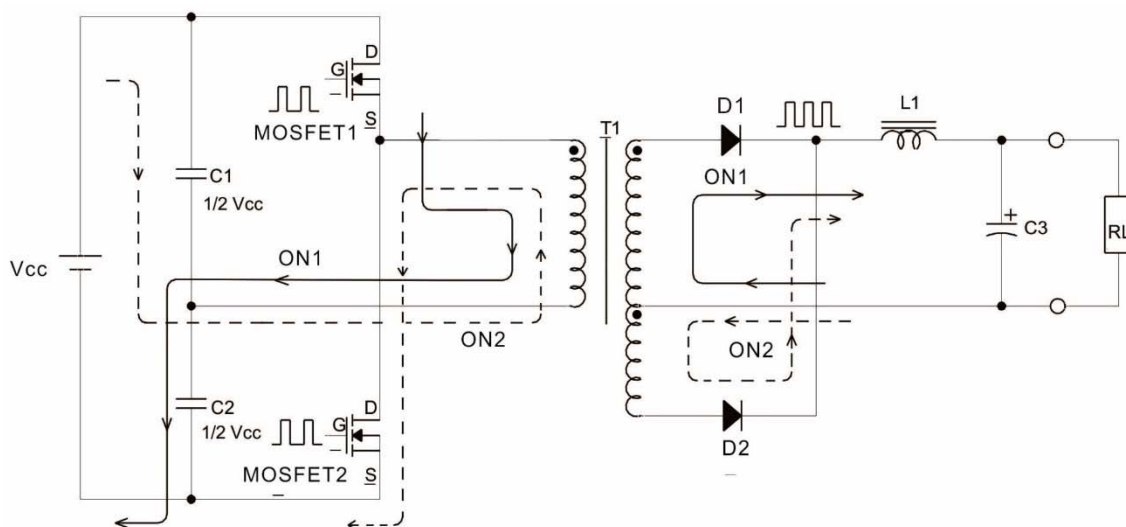 D
G
S
MOSFET1
C1
1/2 Vcc
Vcc
ON1
ON2
C2
1/2 Vcc
D
G
MOSFET2
S
T1
D1
L1
ON1
+
C3
RL
ON2
D2